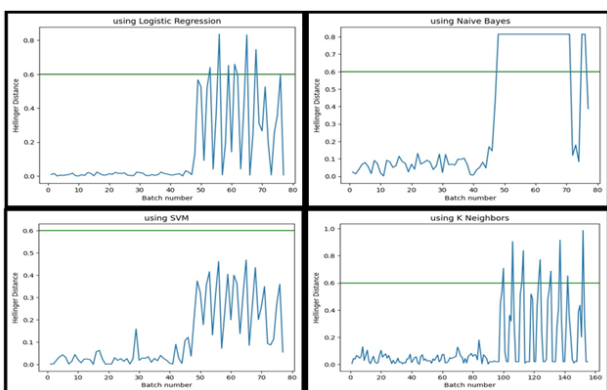 using Logistic Regression
Hellinger Distance
0.8
0.6
0.4
0.2
0.0
0 10 20 30 40 50 60 70 80
Batch number
using Naive Bayes
Hellinger Distance
0.8
0.7
0.6
0.5
0.4
0.3
0.2
0.1
0.0
0 10 20 30 40 50 60 70 80
Batch number
using SVM
Hellinger Distance
0.6
0.5
0.4
0.3
0.2
0.1
0.0
0 10 20 30 40 50 60 70 80
Batch number
using K Neighbors
Hellinger Distance
1.0
0.8
0.6
0.4
0.2
0.0
0 20 40 60 80 100 120 140 160
Batch number